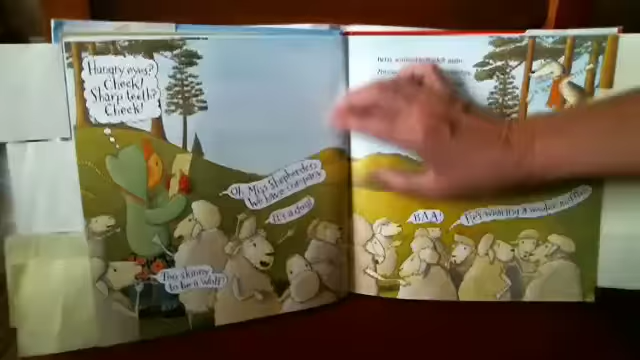 Hungry eyes?
Check!
Sharp teeth?
Check!
Oh, Miss Shepherdess,
we have company.
It's a dog!
Too skinny
to be a wolf!
BAA!
He's wearing a woolen muffler.